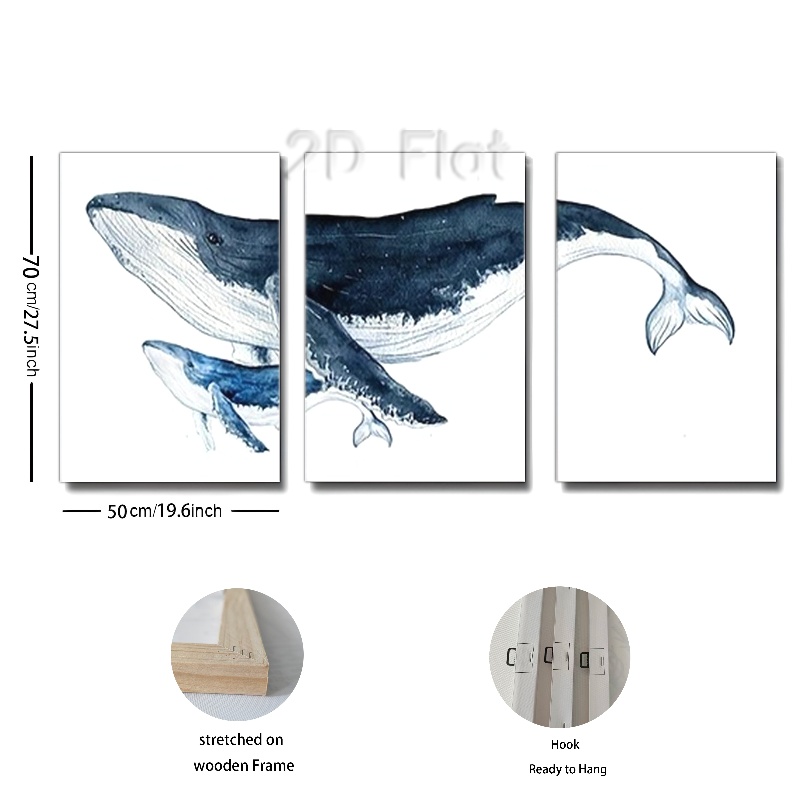 2D Flat
70 cm/27.5inch
50cm/19.6inch
stretched on
wooden Frame
Hook
Ready to Hang